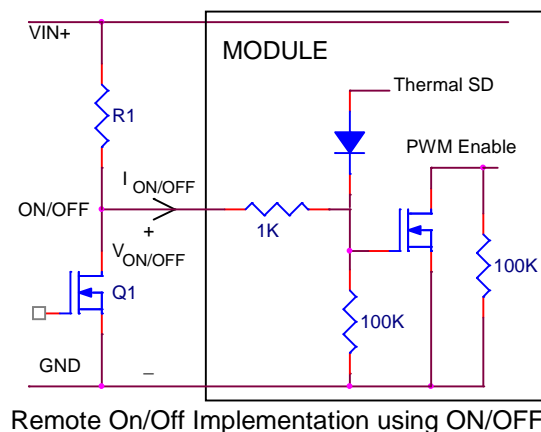 VIN+
MODULE
Thermal SD
R1
PWM Enable
I ON/OFF
ON/OFF
+
1K
V ON/OFF
Q1
100K
100K
GND
_
Remote On/Off Implementation using ON/OFF